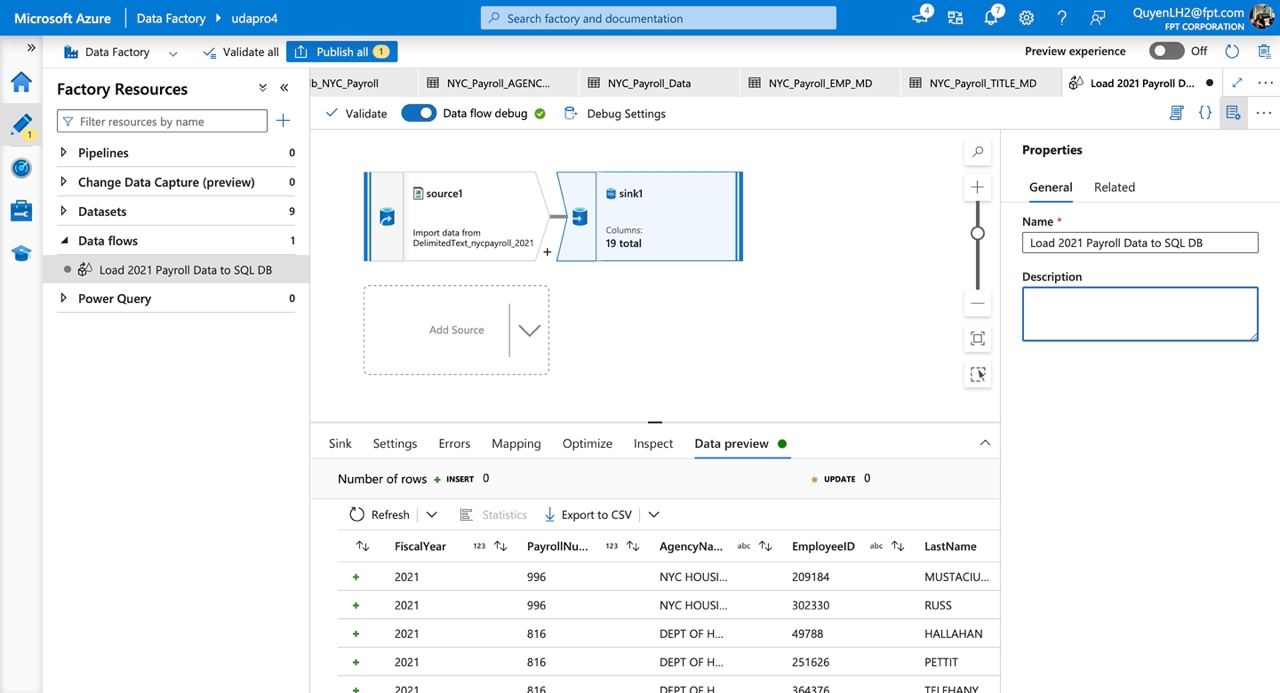 Microsoft Azure
Data Factory
udapro4
Search factory and documentation
4
7
QuyenLH2@fpt.com
FPT CORPORATION
Data Factory
Validate all
Publish all 1
Preview experience
Off
b_NYC_Payroll
NYC_Payroll_AGENC...
NYC_Payroll_Data
NYC_Payroll_EMP_MD
NYC_Payroll_TITLE_MD
Load 2021 Payroll D...
Factory Resources
Filter resources by name
1
Pipelines 0
Change Data Capture (preview) 0
Datasets 9
Data flows 1
Load 2021 Payroll Data to SQL DB
Power Query 0
Validate
Data flow debug
Debug Settings
source1
Import data from
DelimitedText_nycpayroll_2021
sink1
Columns:
19 total
Add Source
Properties
General
Related
Name *
Load 2021 Payroll Data to SQL DB
Description
Sink
Settings
Errors
Mapping
Optimize
Inspect
Data preview
Number of rows + INSERT 0
UPDATE 0
Refresh
Statistics
Export to CSV
FiscalYear 123 PayrollNu... 123 AgencyNa... abc EmployeeID abc LastName
2021 996 NYC HOUSI... 209184 MUSTACIU...
2021 996 NYC HOUSI... 302330 RUSS
2021 816 DEPT OF H... 49788 HALLAHAN
2021 816 DEPT OF H... 251626 PETTIT
2021 816 DEPT OF H... 364376 TELEHANY